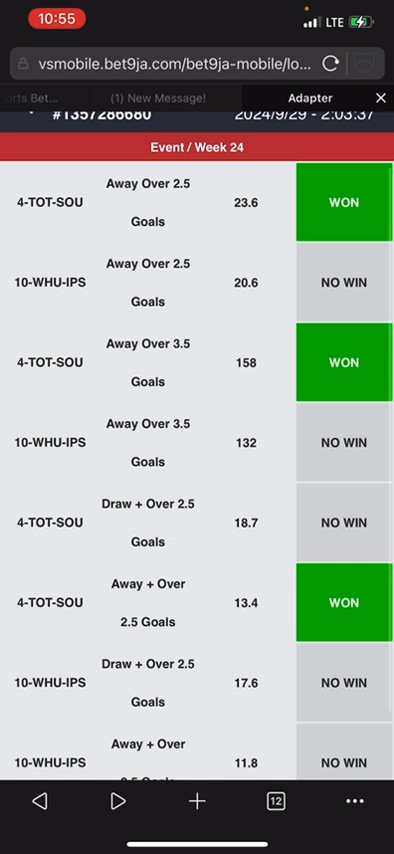 10:55
LTE
vsmobile.bet9ja.com/bet9ja-mobile/lo...
orts Bet...
(1) New Message!
Adapter
#1357286680
2024/9/29 - 2:03:37
Event / Week 24
4-TOT-SOU
Away Over 2.5
Goals
23.6
WON
10-WHU-IPS
Away Over 2.5
Goals
20.6
NO WIN
4-TOT-SOU
Away Over 3.5
Goals
158
WON
10-WHU-IPS
Away Over 3.5
Goals
132
NO WIN
4-TOT-SOU
Draw + Over 2.5
Goals
18.7
NO WIN
4-TOT-SOU
Away + Over
2.5 Goals
13.4
WON
10-WHU-IPS
Draw + Over 2.5
Goals
17.6
NO WIN
10-WHU-IPS
Away + Over
2.5 Goals
11.8
NO WIN
12